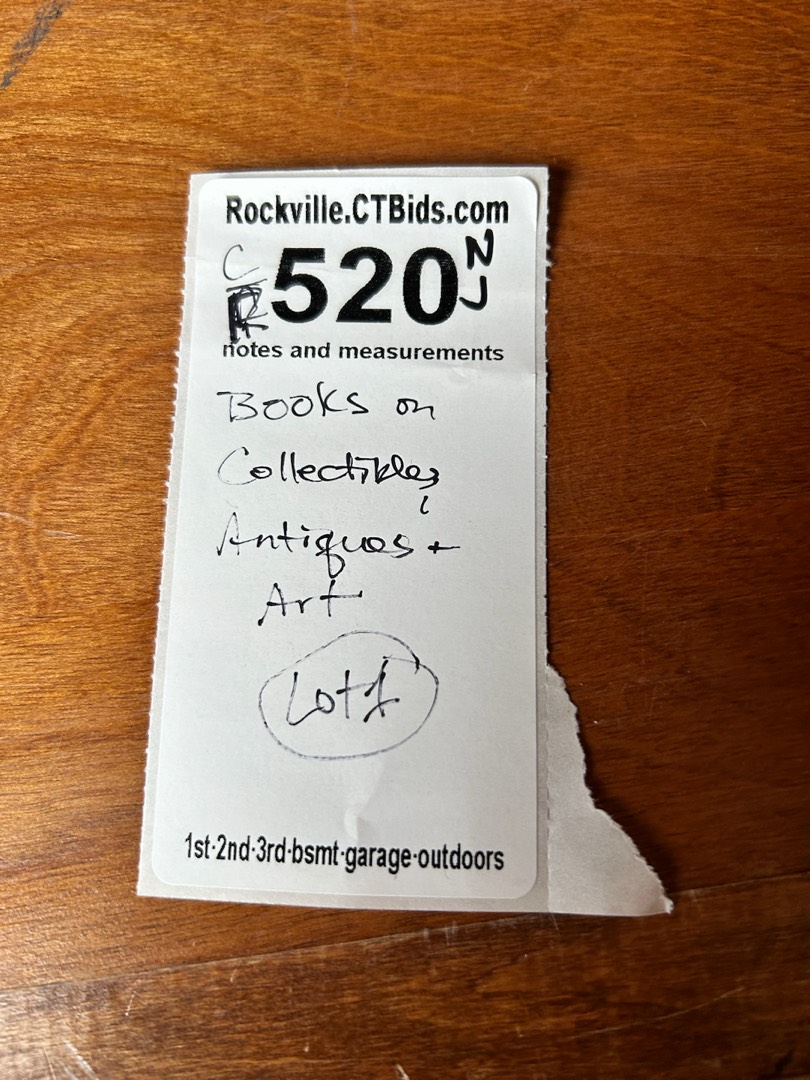 Rockville.CTBids.com
C 520 N J
notes and measurements
Books on
Collectibles,
Antiques +
Art
Lot 1
1st·2nd·3rd·bsmt·garage·outdoors